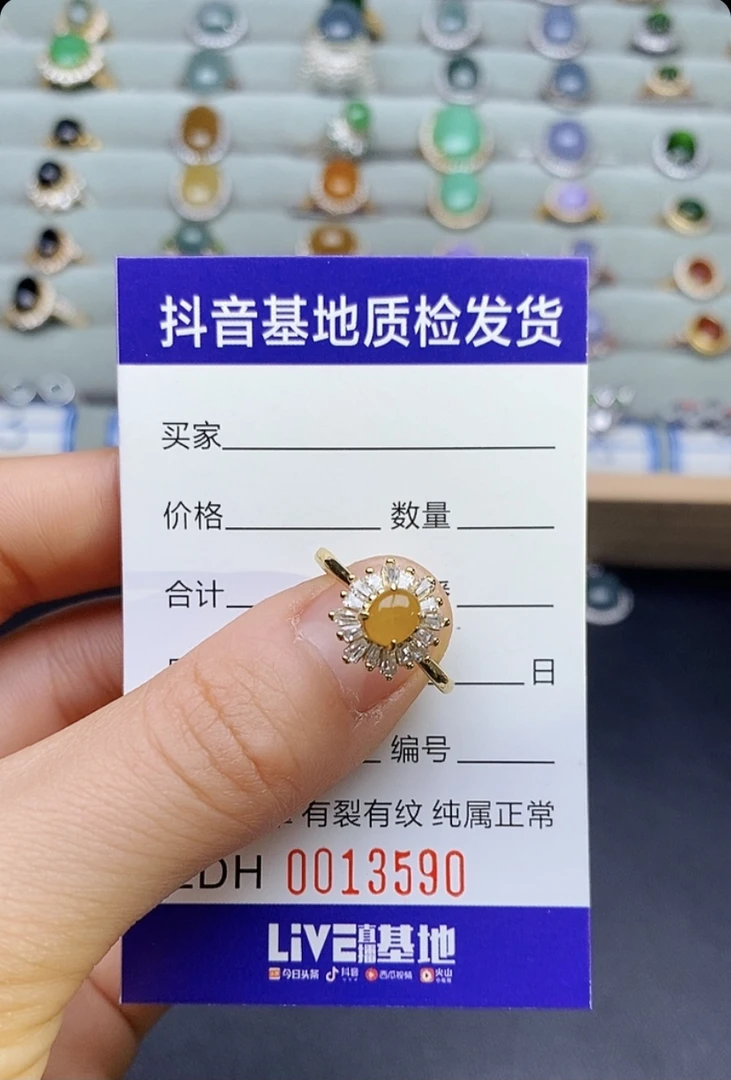 抖音基地质检发货
买家
价格 数量
合计
日
编号
有裂有纹 纯属正常
DH 0013590
LiVE直播基地
今日头条 抖音 西瓜视频 火山